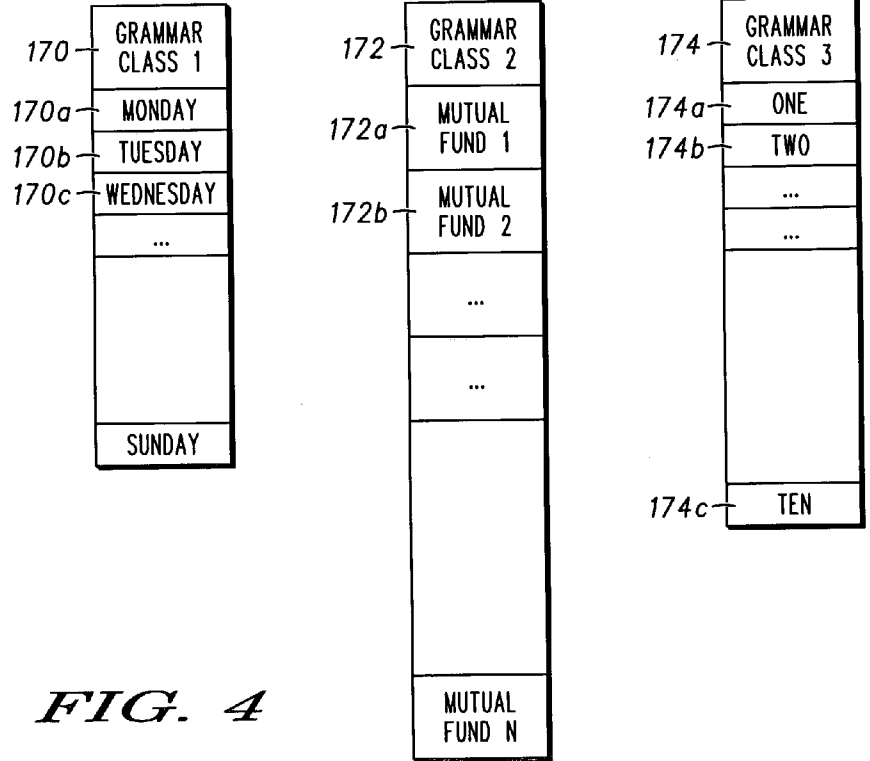 170
GRAMMAR
CLASS 1
170a
MONDAY
170b
TUESDAY
170c
WEDNESDAY
...
SUNDAY
172
GRAMMAR
CLASS 2
172a
MUTUAL
FUND 1
172b
MUTUAL
FUND 2
...
...
MUTUAL
FUND N
174
GRAMMAR
CLASS 3
174a
ONE
174b
TWO
...
...
174c
TEN
FIG. 4